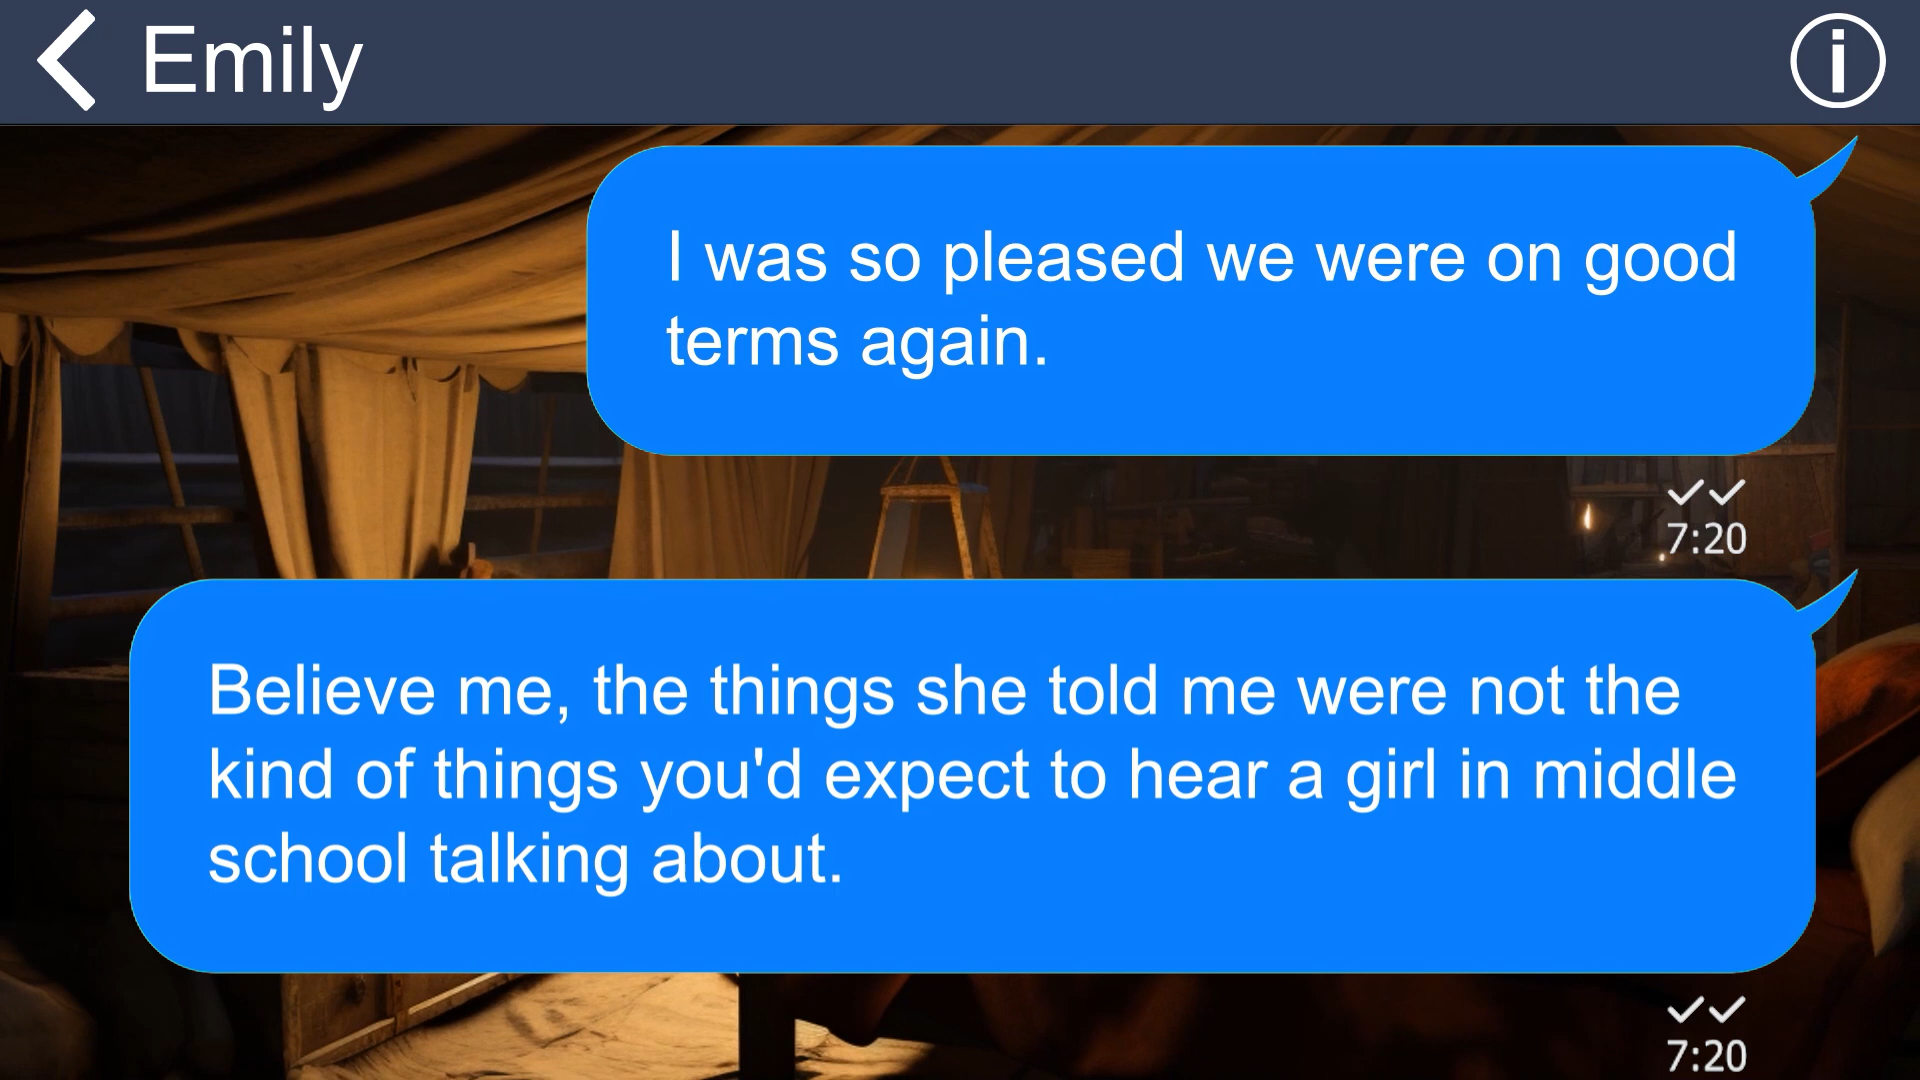 Emily
I was so pleased we were on good
terms again.
7:20
Believe me, the things she told me were not the
kind of things you'd expect to hear a girl in middle
school talking about.
7:20